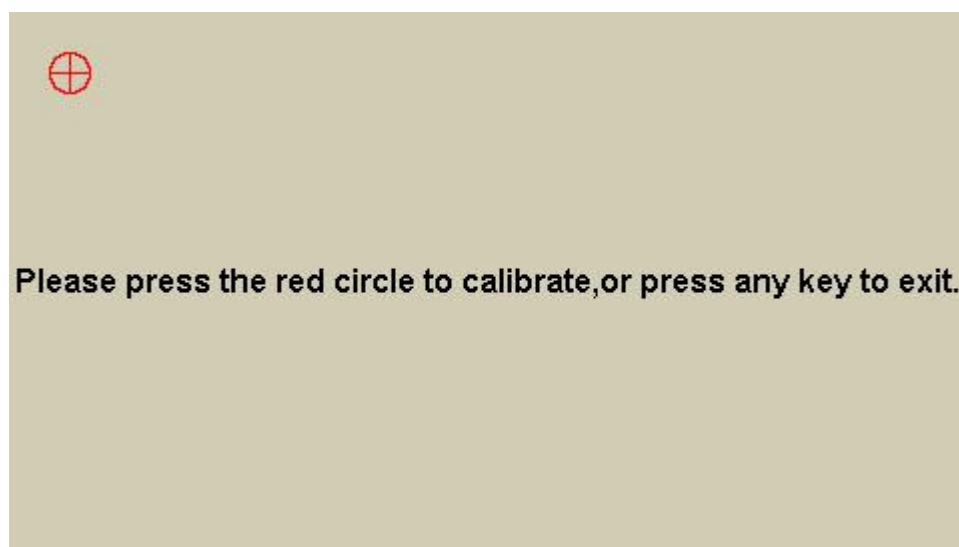 Please press the red circle to calibrate,or press any key to exit.